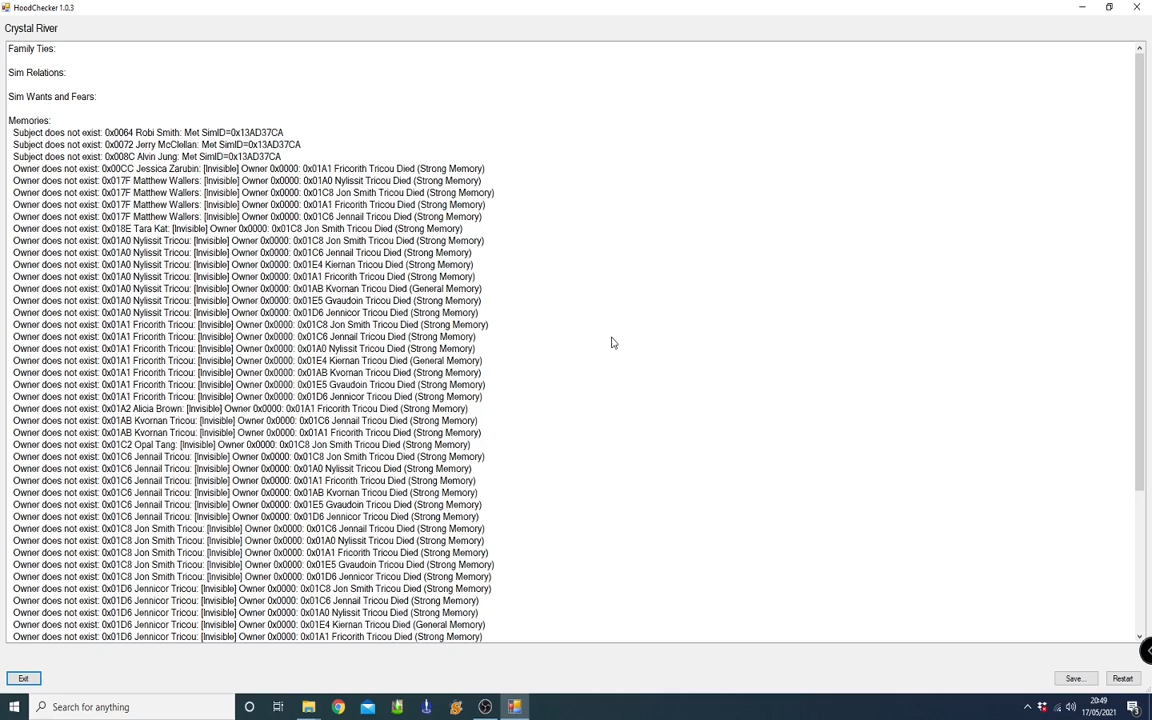 HoodChecker 1.0.3
Crystal River
Family Ties:
Sim Relations:
Sim Wants and Fears:
Memories:
Subject does not exist: 0x0064 Robi Smith: Met SimID=0x13AD37CA
Subject does not exist: 0x0072 Jerry McClellan: Met SimID=0x13AD37CA
Subject does not exist: 0x008C Alvin Jung: Met SimID=0x13AD37CA
Owner does not exist: 0x00CC Jessica Zarubin: [Invisible] Owner 0x0000: 0x01A1 Fricorith Tricou Died (Strong Memory)
Owner does not exist: 0x017F Matthew Wallers: [Invisible] Owner 0x0000: 0x01A0 Nylissit Tricou Died (Strong Memory)
Owner does not exist: 0x017F Matthew Wallers: [Invisible] Owner 0x0000: 0x01C8 Jon Smith Tricou Died (Strong Memory)
Owner does not exist: 0x017F Matthew Wallers: [Invisible] Owner 0x0000: 0x01A1 Fricorith Tricou Died (Strong Memory)
Owner does not exist: 0x017F Matthew Wallers: [Invisible] Owner 0x0000: 0x01C6 Jennail Tricou Died (Strong Memory)
Owner does not exist: 0x018E Tara Kat: [Invisible] Owner 0x0000: 0x01C8 Jon Smith Tricou Died (Strong Memory)
Owner does not exist: 0x01A0 Nylissit Tricou: [Invisible] Owner 0x0000: 0x01C8 Jon Smith Tricou Died (Strong Memory)
Owner does not exist: 0x01A0 Nylissit Tricou: [Invisible] Owner 0x0000: 0x01C6 Jennail Tricou Died (Strong Memory)
Owner does not exist: 0x01A0 Nylissit Tricou: [Invisible] Owner 0x0000: 0x01E4 Kiernan Tricou Died (Strong Memory)
Owner does not exist: 0x01A0 Nylissit Tricou: [Invisible] Owner 0x0000: 0x01A1 Fricorith Tricou Died (Strong Memory)
Owner does not exist: 0x01A0 Nylissit Tricou: [Invisible] Owner 0x0000: 0x01AB Kvornan Tricou Died (General Memory)
Owner does not exist: 0x01A0 Nylissit Tricou: [Invisible] Owner 0x0000: 0x01E5 Gvaudoin Tricou Died (Strong Memory)
Owner does not exist: 0x01A0 Nylissit Tricou: [Invisible] Owner 0x0000: 0x01D6 Jennicor Tricou Died (Strong Memory)
Owner does not exist: 0x01A1 Fricorith Tricou: [Invisible] Owner 0x0000: 0x01C8 Jon Smith Tricou Died (Strong Memory)
Owner does not exist: 0x01A1 Fricorith Tricou: [Invisible] Owner 0x0000: 0x01C6 Jennail Tricou Died (Strong Memory)
Owner does not exist: 0x01A1 Fricorith Tricou: [Invisible] Owner 0x0000: 0x01A0 Nylissit Tricou Died (Strong Memory)
Owner does not exist: 0x01A1 Fricorith Tricou: [Invisible] Owner 0x0000: 0x01E4 Kiernan Tricou Died (General Memory)
Owner does not exist: 0x01A1 Fricorith Tricou: [Invisible] Owner 0x0000: 0x01AB Kvornan Tricou Died (Strong Memory)
Owner does not exist: 0x01A1 Fricorith Tricou: [Invisible] Owner 0x0000: 0x01E5 Gvaudoin Tricou Died (Strong Memory)
Owner does not exist: 0x01A1 Fricorith Tricou: [Invisible] Owner 0x0000: 0x01D6 Jennicor Tricou Died (Strong Memory)
Owner does not exist: 0x01A2 Alicia Brown: [Invisible] Owner 0x0000: 0x01A1 Fricorith Tricou Died (Strong Memory)
Owner does not exist: 0x01AB Kvornan Tricou: [Invisible] Owner 0x0000: 0x01C6 Jennail Tricou Died (Strong Memory)
Owner does not exist: 0x01AB Kvornan Tricou: [Invisible] Owner 0x0000: 0x01A1 Fricorith Tricou Died (Strong Memory)
Owner does not exist: 0x01C2 Opal Tang: [Invisible] Owner 0x0000: 0x01C8 Jon Smith Tricou Died (Strong Memory)
Owner does not exist: 0x01C6 Jennail Tricou: [Invisible] Owner 0x0000: 0x01C8 Jon Smith Tricou Died (Strong Memory)
Owner does not exist: 0x01C6 Jennail Tricou: [Invisible] Owner 0x0000: 0x01A0 Nylissit Tricou Died (Strong Memory)
Owner does not exist: 0x01C6 Jennail Tricou: [Invisible] Owner 0x0000: 0x01A1 Fricorith Tricou Died (Strong Memory)
Owner does not exist: 0x01C6 Jennail Tricou: [Invisible] Owner 0x0000: 0x01AB Kvornan Tricou Died (Strong Memory)
Owner does not exist: 0x01C6 Jennail Tricou: [Invisible] Owner 0x0000: 0x01E5 Gvaudoin Tricou Died (Strong Memory)
Owner does not exist: 0x01C6 Jennail Tricou: [Invisible] Owner 0x0000: 0x01D6 Jennicor Tricou Died (Strong Memory)
Owner does not exist: 0x01C8 Jon Smith Tricou: [Invisible] Owner 0x0000: 0x01C6 Jennail Tricou Died (Strong Memory)
Owner does not exist: 0x01C8 Jon Smith Tricou: [Invisible] Owner 0x0000: 0x01A0 Nylissit Tricou Died (Strong Memory)
Owner does not exist: 0x01C8 Jon Smith Tricou: [Invisible] Owner 0x0000: 0x01A1 Fricorith Tricou Died (Strong Memory)
Owner does not exist: 0x01C8 Jon Smith Tricou: [Invisible] Owner 0x0000: 0x01E5 Gvaudoin Tricou Died (Strong Memory)
Owner does not exist: 0x01C8 Jon Smith Tricou: [Invisible] Owner 0x0000: 0x01D6 Jennicor Tricou Died (Strong Memory)
Owner does not exist: 0x01D6 Jennicor Tricou: [Invisible] Owner 0x0000: 0x01C8 Jon Smith Tricou Died (Strong Memory)
Owner does not exist: 0x01D6 Jennicor Tricou: [Invisible] Owner 0x0000: 0x01C6 Jennail Tricou Died (Strong Memory)
Owner does not exist: 0x01D6 Jennicor Tricou: [Invisible] Owner 0x0000: 0x01A0 Nylissit Tricou Died (Strong Memory)
Owner does not exist: 0x01D6 Jennicor Tricou: [Invisible] Owner 0x0000: 0x01E4 Kiernan Tricou Died (General Memory)
Owner does not exist: 0x01D6 Jennicor Tricou: [Invisible] Owner 0x0000: 0x01A1 Fricorith Tricou Died (Strong Memory)
Exit
Save...
Restart
Search for anything
20:49
17/05/2021
3